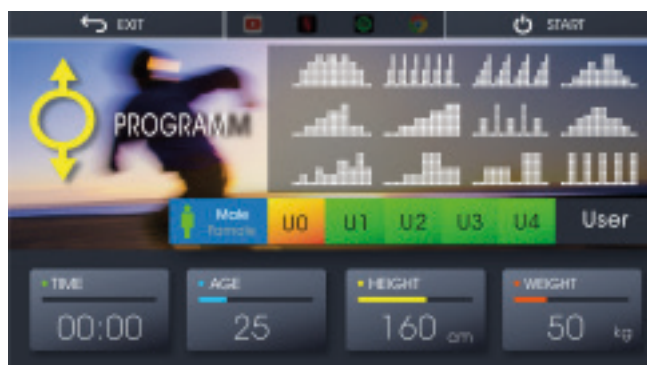 EXIT
START
PROGRAMM
Male
Female
U0 U1 U2 U3 U4 User
TIME
00:00
AGE
25
HEIGHT
160 cm
WEIGHT
50 kg